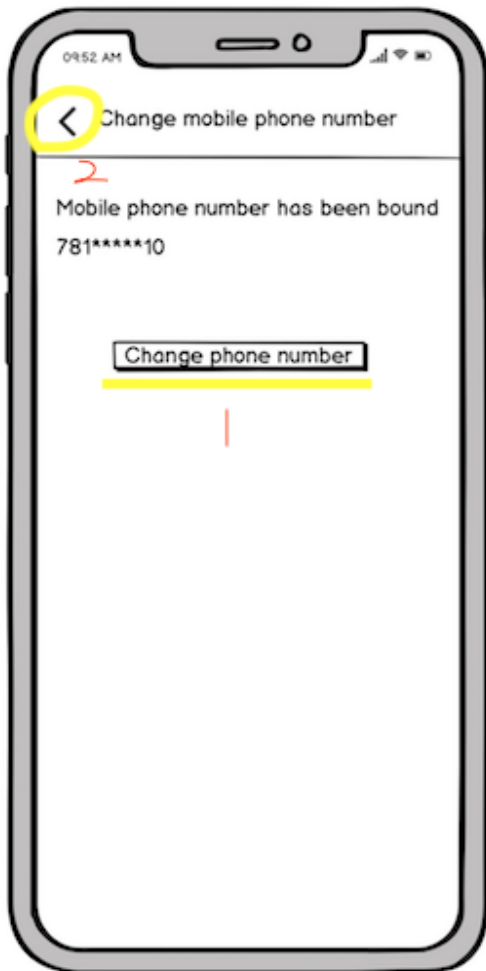 09:52 AM
Change mobile phone number
2
Mobile phone number has been bound
781*****10
Change phone number
1